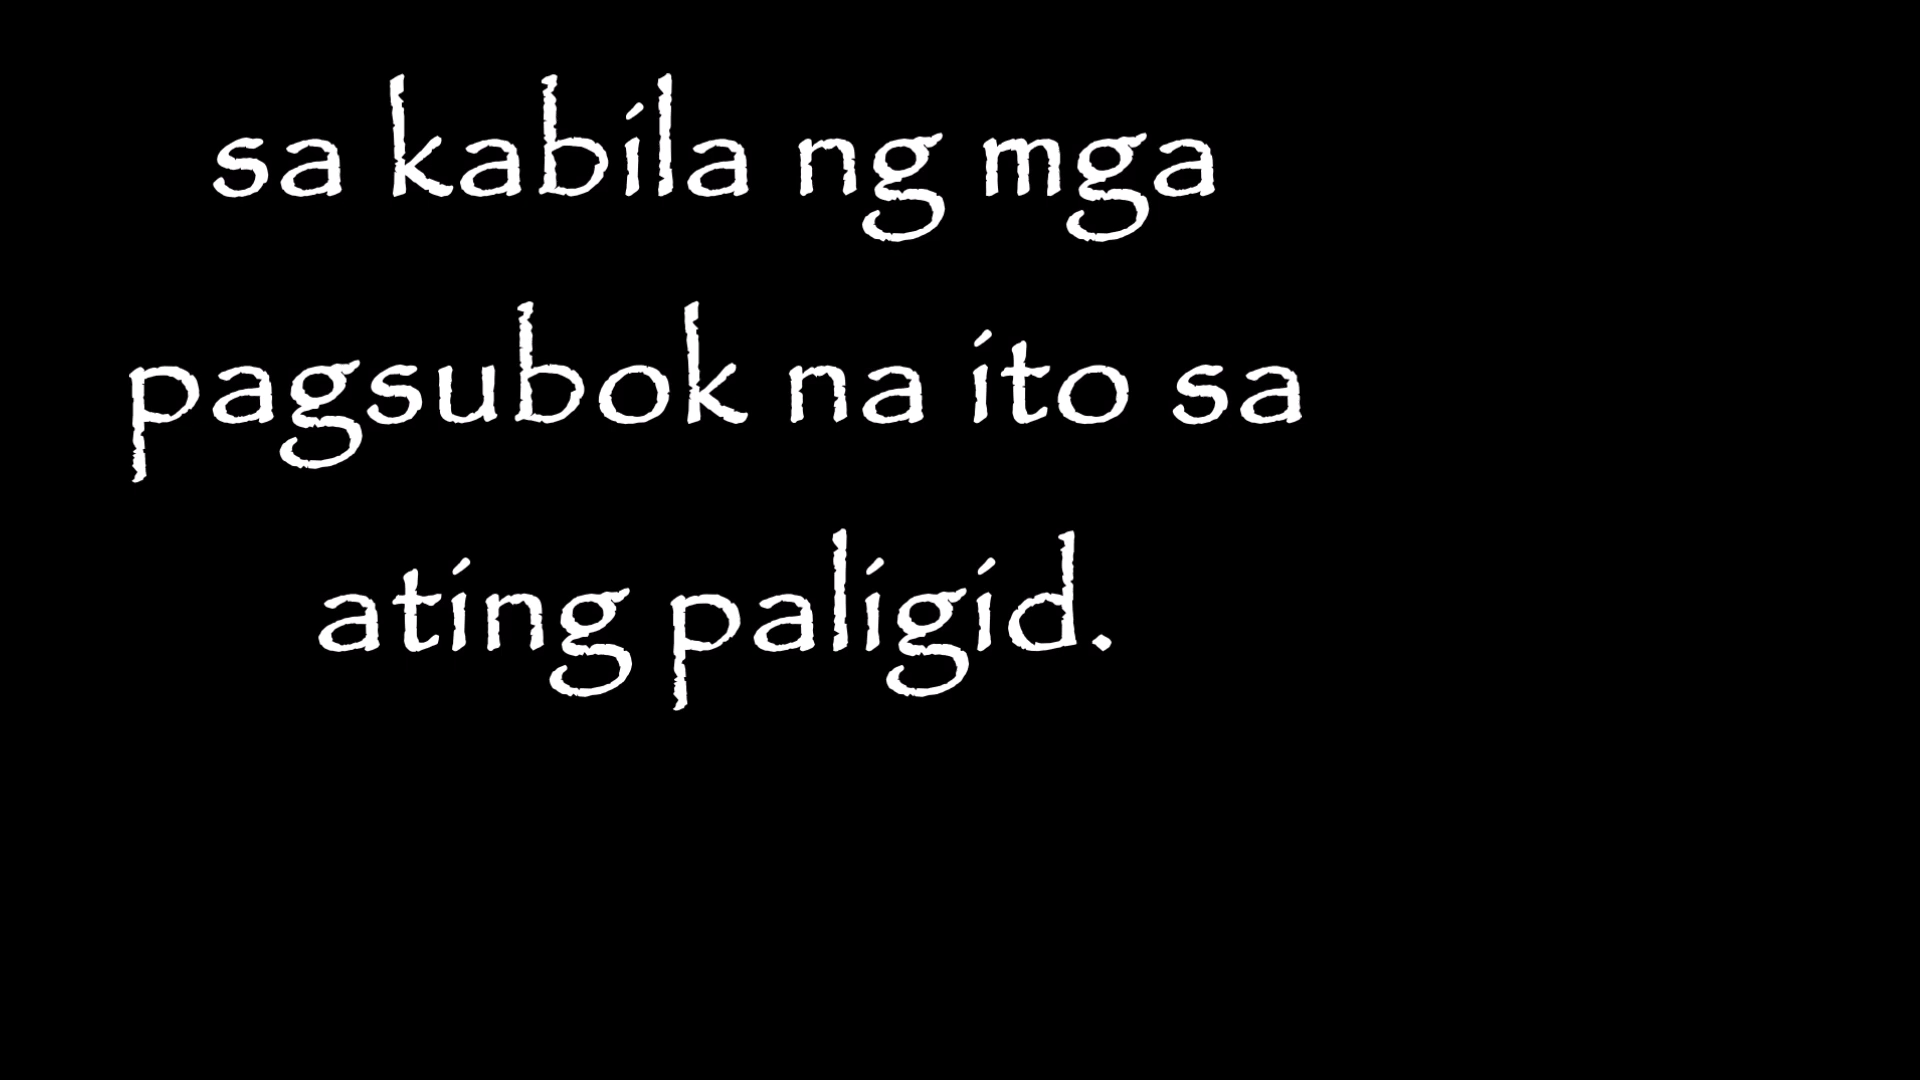 sa kabila ng mga
pagsubok na ito sa
ating paligid.